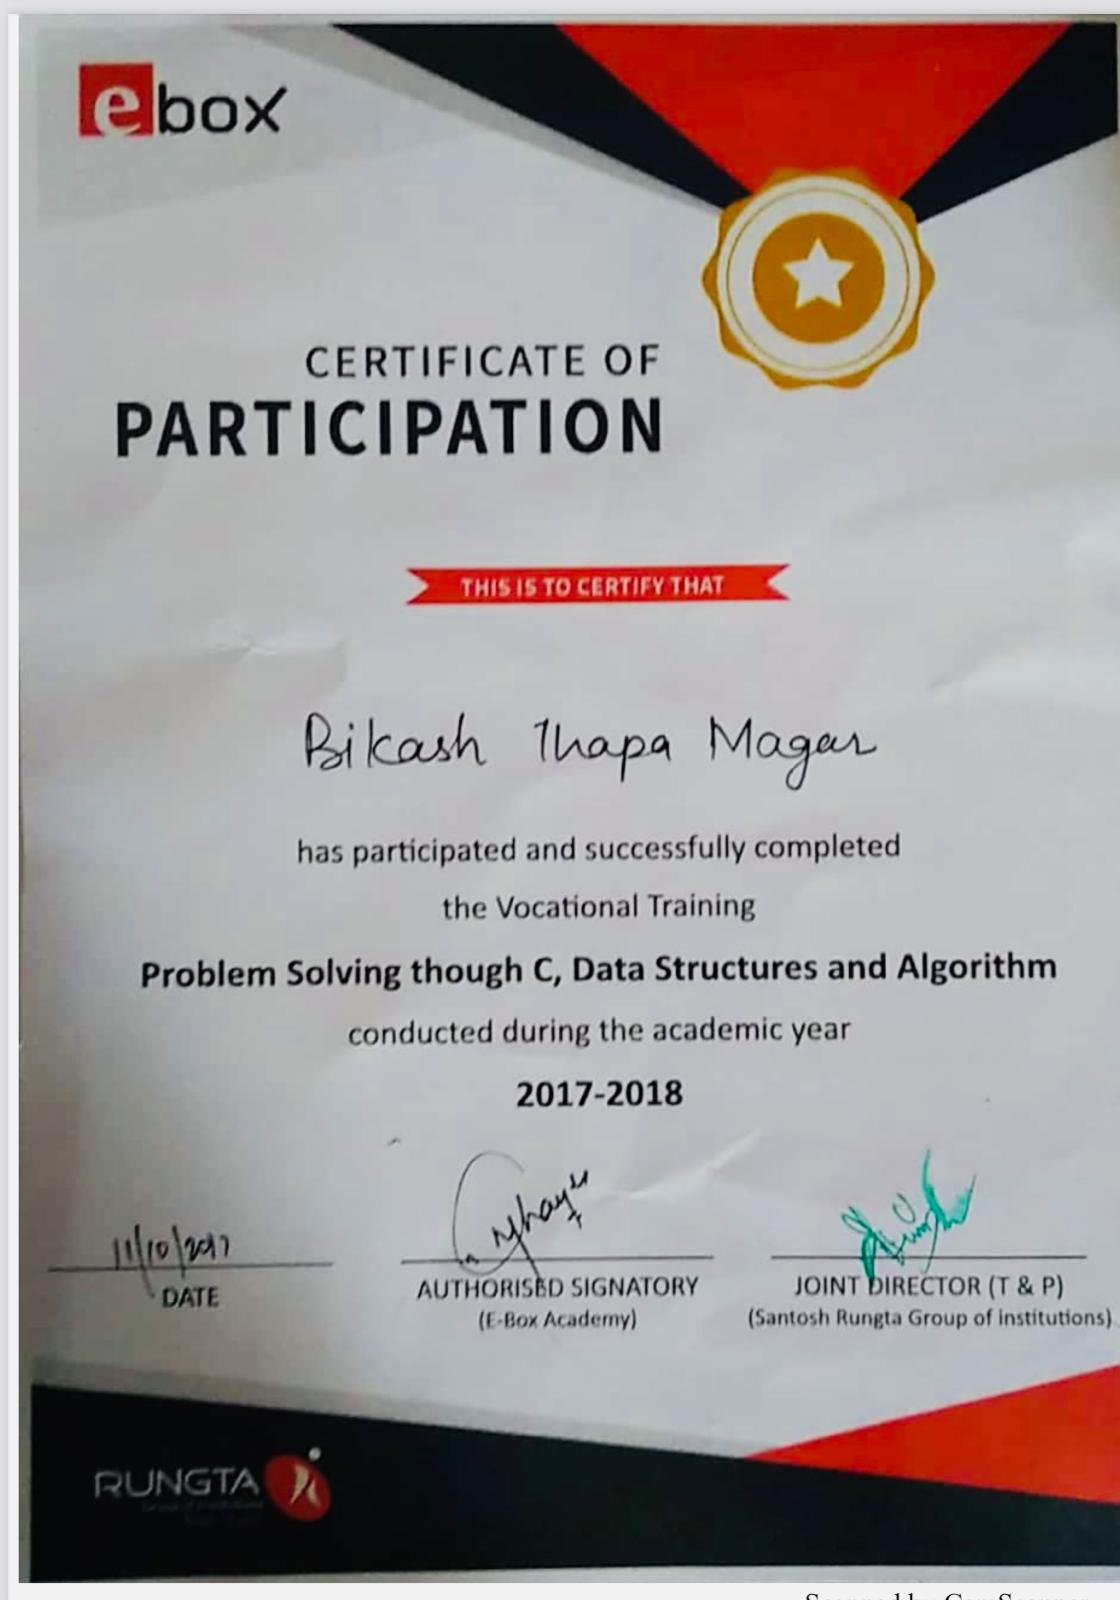 ebox
CERTIFICATE OF
PARTICIPATION
THIS IS TO CERTIFY THAT
Bikash Thapa Magar
has participated and successfully completed
the Vocational Training
Problem Solving though C, Data Structures and Algorithm
conducted during the academic year
2017-2018
11/10/2017
DATE
AUTHORISED SIGNATORY
(E-Box Academy)
JOINT DIRECTOR (T & P)
(Santosh Rungta Group of institutions)
RUNGTA
Scanned by CamScanner